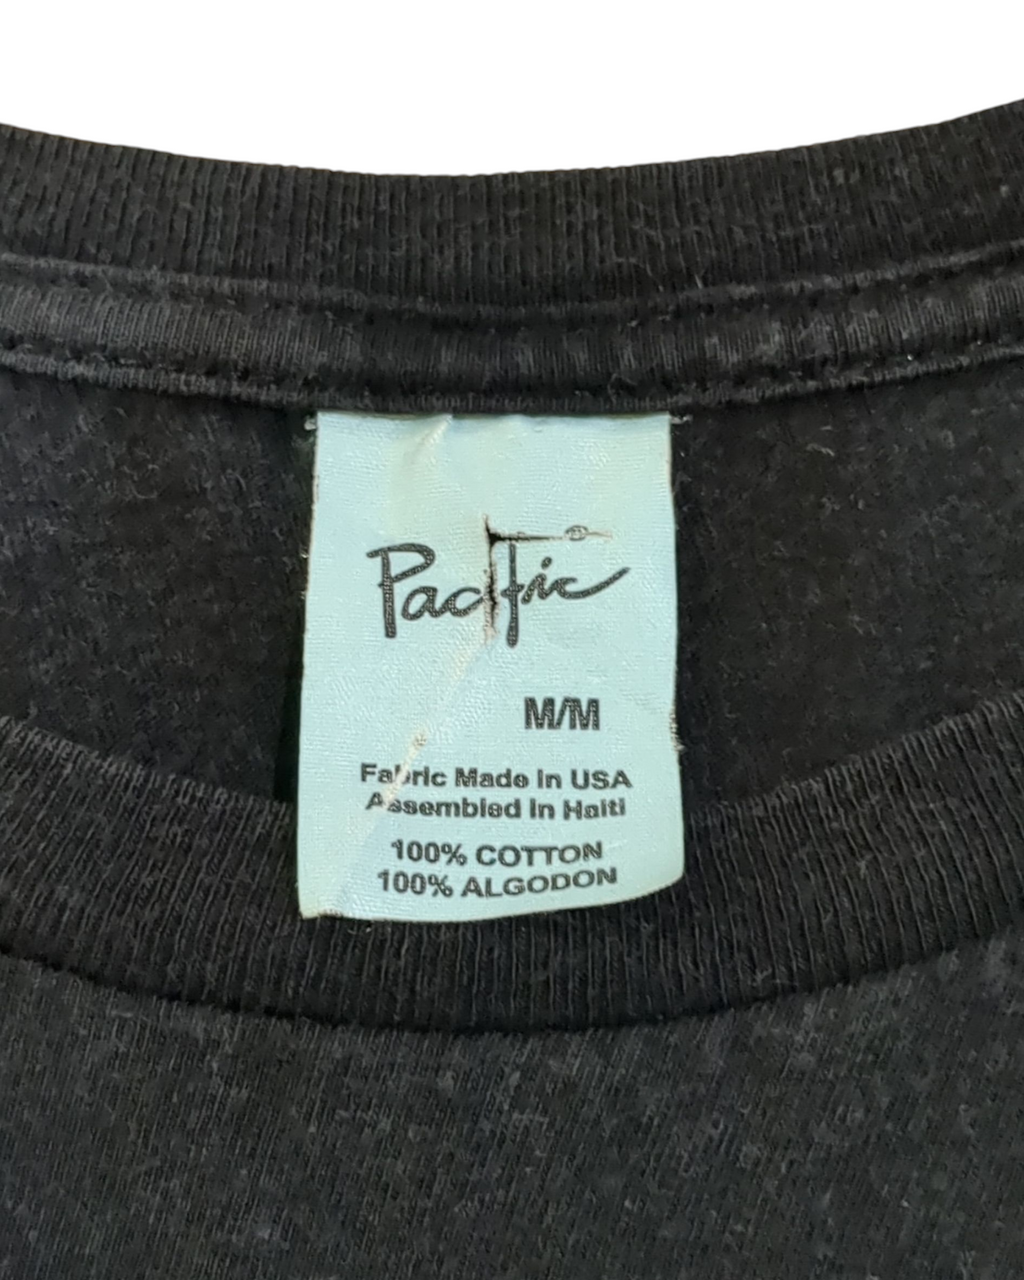 Pacific®
M/M
Fabric Made In USA
Assembled In Haiti
100% COTTON
100% ALGODON